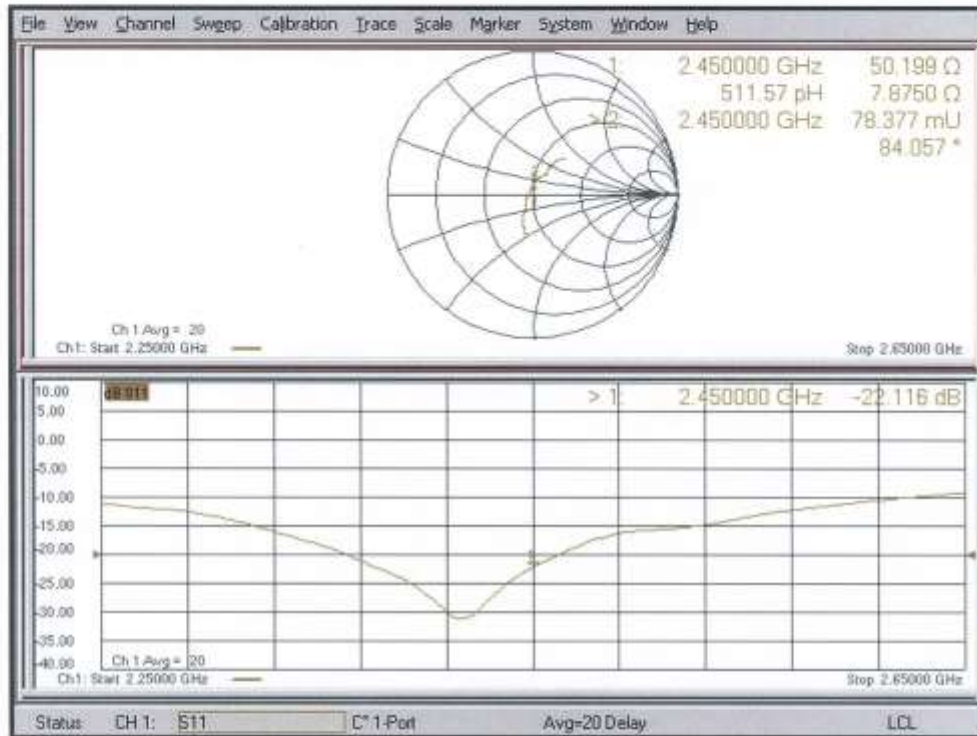 File View Channel Sweep Calibration Trace Scale Marker System Window Help
1: 2.450000 GHz 50.199 Ω
511.57 pH 7.8750 Ω
> 2: 2.450000 GHz 78.377 mU
84.057 °
Ch 1 Avg = 20
Ch1: Start 2.25000 GHz Stop 2.65000 GHz
10.00 dB S11 > 1: 2.450000 GHz -22.116 dB
5.00
0.00
-5.00
-10.00
-15.00
-20.00
-25.00
-30.00
-35.00
-40.00
Ch 1 Avg = 20
Ch1: Start 2.25000 GHz Stop 2.65000 GHz
Status CH 1: S11 C* 1-Port Avg=20 Delay LCL